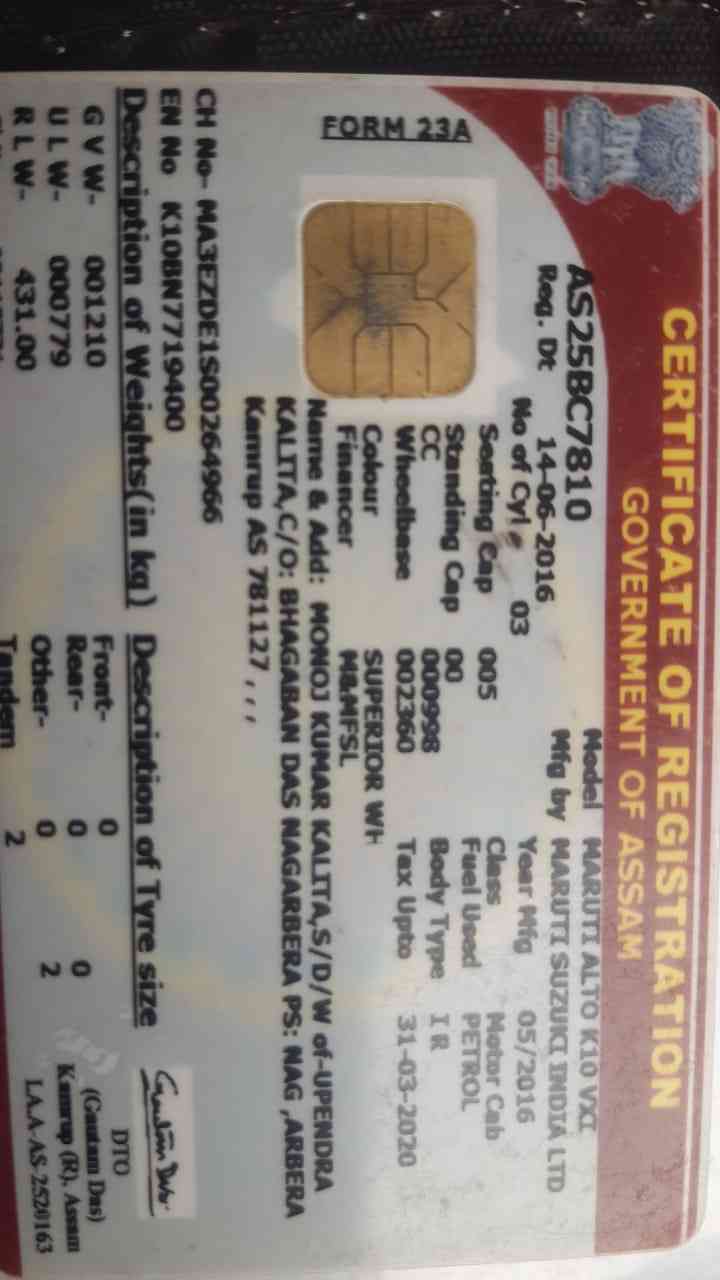 CERTIFICATE OF REGISTRATION
GOVERNMENT OF ASSAM
AS25BC7810
Model MARUTI ALTO K10 VXI
Reg. Dt 14-06-2016 Mfg by MARUTI SUZUKI INDIA LTD
No of Cyl 03 Year Mfg 05/2016
FORM 23A
Seating Cap 005 Class Motor Cab
Standing Cap 00 Fuel Used PETROL
CC 000998 Body Type I R
Wheelbase 002360 Tax Upto 31-03-2020
Colour SUPERIOR WH
Financer M&MFSL
Name & Add: MONOJ KUMAR KALITA,S/D/W of-UPENDRA
KALITA,C/O: BHAGABAN DAS NAGARBERA PS: NAG ,ARBERA
Kamrup AS 781127 , , ,
CH No- MA3EZDE1S00264966
EN No K10BN7719400
Description of Weights(in kg) Description of Tyre size
G V W- 001210 Front- 0 0
U L W- 000779 Rear- 0
R L W- 431.00 Other- 0 2
Tandem 2
DTO
(Gautam Das)
Kamrup (R), Assam
LAA-AS-2520163